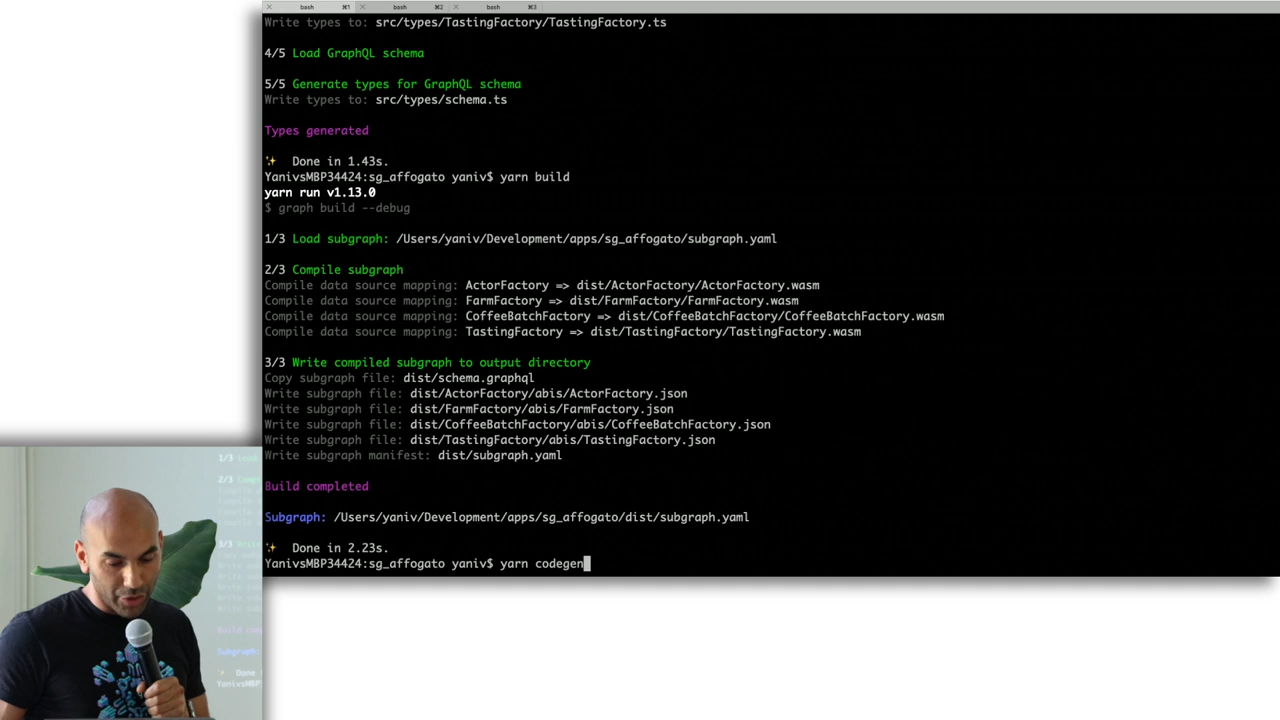 bash ⌘1 bash ⌘2 bash ⌘3
Write types to: src/types/TastingFactory/TastingFactory.ts
4/5 Load GraphQL schema
5/5 Generate types for GraphQL schema
Write types to: src/types/schema.ts
Types generated
✨ Done in 1.43s.
YanivsMBP34424:sg_affogato yaniv$ yarn build
yarn run v1.13.0
$ graph build --debug
1/3 Load subgraph: /Users/yaniv/Development/apps/sg_affogato/subgraph.yaml
2/3 Compile subgraph
Compile data source mapping: ActorFactory => dist/ActorFactory/ActorFactory.wasm
Compile data source mapping: FarmFactory => dist/FarmFactory/FarmFactory.wasm
Compile data source mapping: CoffeeBatchFactory => dist/CoffeeBatchFactory/CoffeeBatchFactory.wasm
Compile data source mapping: TastingFactory => dist/TastingFactory/TastingFactory.wasm
3/3 Write compiled subgraph to output directory
Copy subgraph file: dist/schema.graphql
Write subgraph file: dist/ActorFactory/abis/ActorFactory.json
Write subgraph file: dist/FarmFactory/abis/FarmFactory.json
Write subgraph file: dist/CoffeeBatchFactory/abis/CoffeeBatchFactory.json
Write subgraph file: dist/TastingFactory/abis/TastingFactory.json
Write subgraph manifest: dist/subgraph.yaml
Build completed
Subgraph: /Users/yaniv/Development/apps/sg_affogato/dist/subgraph.yaml
✨ Done in 2.23s.
YanivsMBP34424:sg_affogato yaniv$ yarn codegen